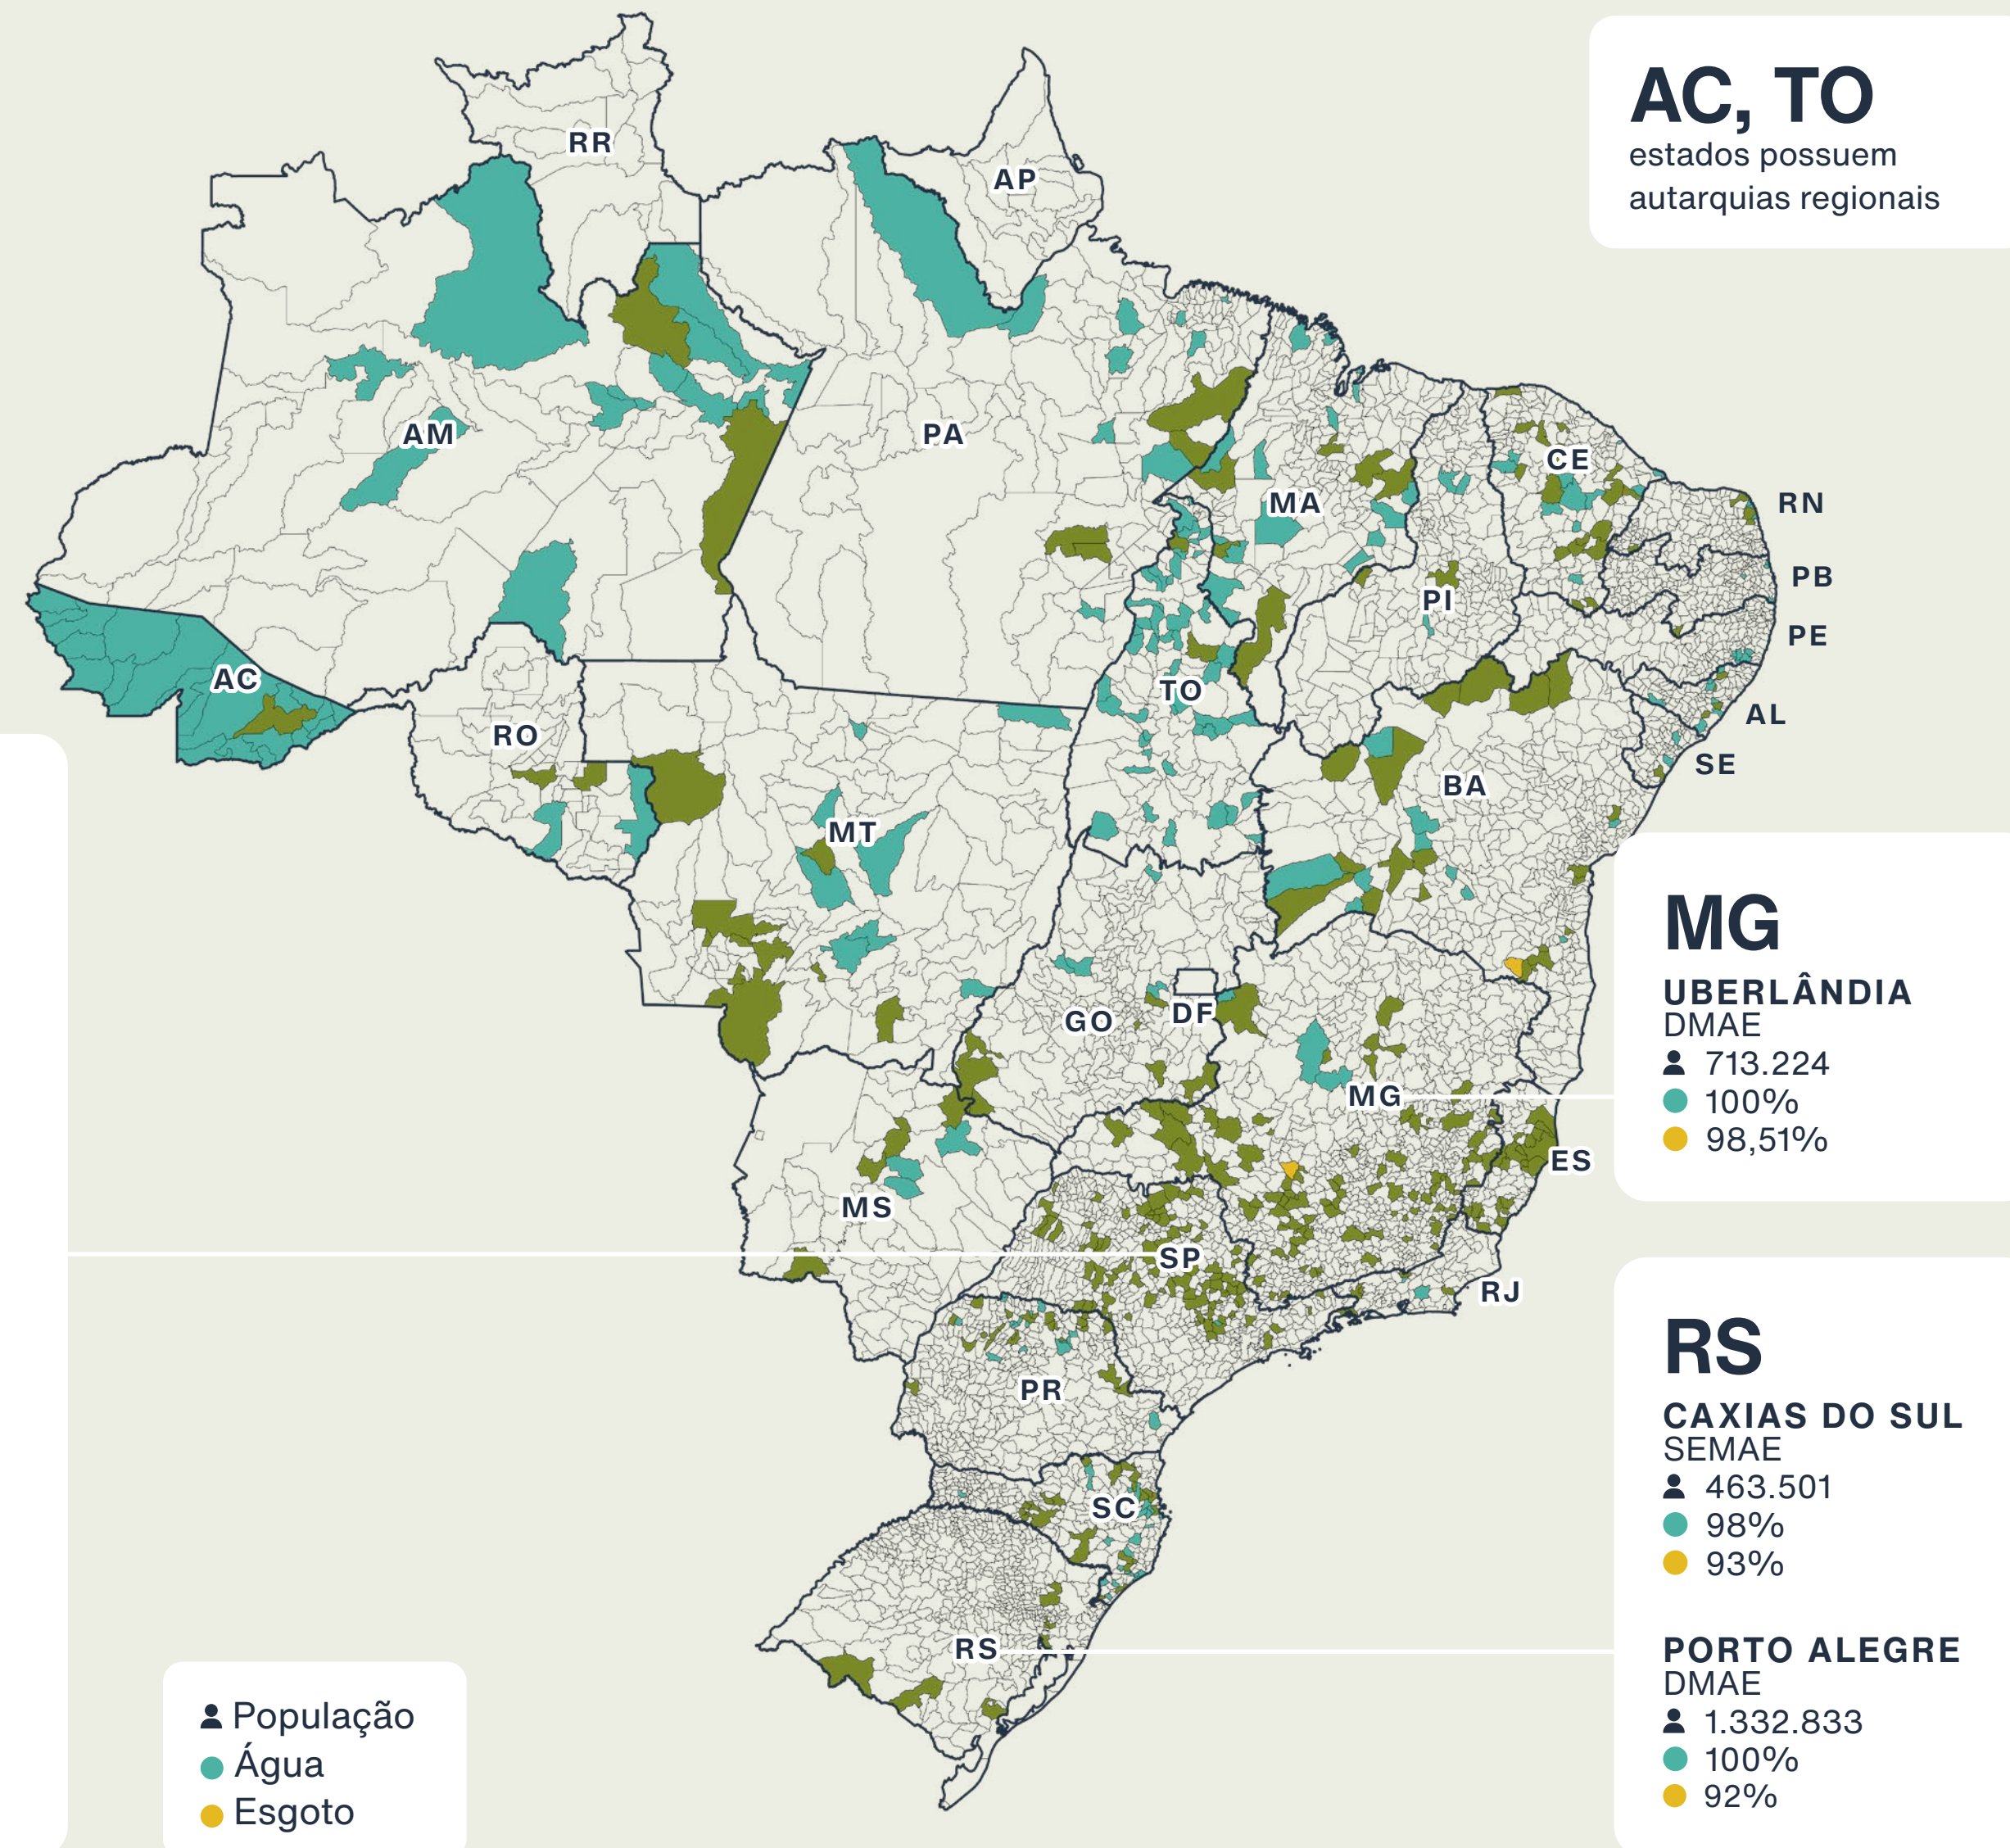 AC, TO
estados possuem
autarquias regionais
RR
AP
AM
PA
MA
CE
RN
PB
PE
PI
AL
SE
AC
RO
TO
BA
MT
GO
DF
MG
ES
MS
SP
RJ
PR
SC
RS
MG
UBERLÂNDIA
DMAE
713.224
100%
98,51%
RS
CAXIAS DO SUL
SEMAE
463.501
98%
93%
PORTO ALEGRE
DMAE
1.332.833
100%
92%
População
Água
Esgoto